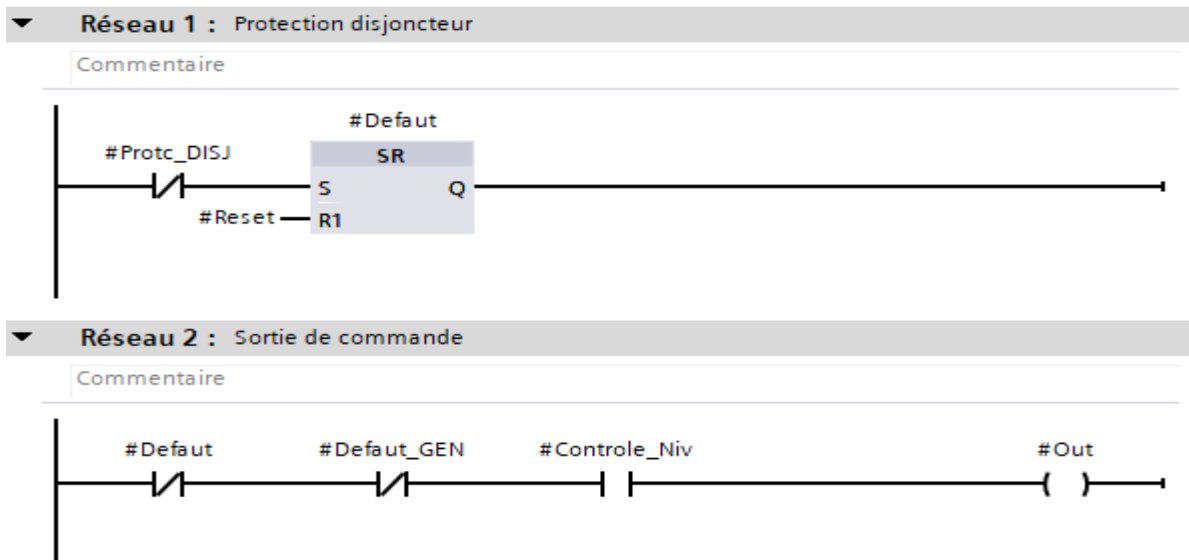 Réseau 1 : Protection disjoncteur
Commentaire
#Defaut
#Protc_DISJ
SR
S Q
#Reset R1
Réseau 2 : Sortie de commande
Commentaire
#Defaut #Defaut_GEN #Controle_Niv #Out